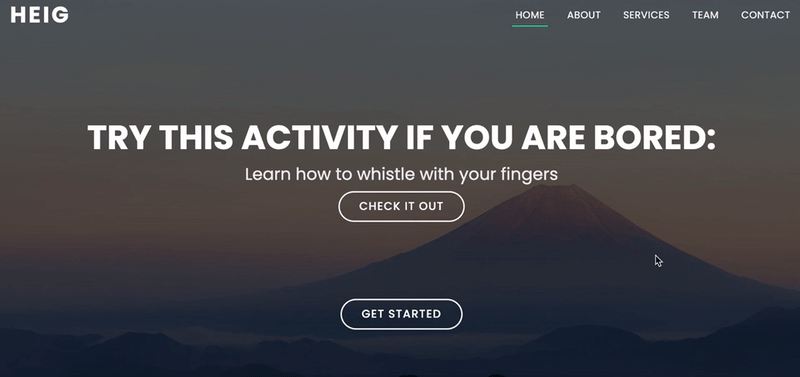 HEIG
HOME ABOUT SERVICES TEAM CONTACT
TRY THIS ACTIVITY IF YOU ARE BORED:
Learn how to whistle with your fingers
CHECK IT OUT
GET STARTED